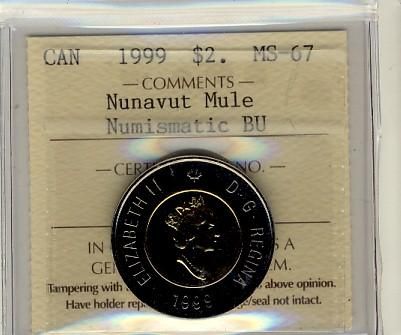 CAN 1999 $2. MS-67
— COMMENTS —
Nunavut Mule
Numismatic BU
NO. —
ELIZABETH II D·G·REGINA
1999
IN A
GE EM.
Tampering with above opinion.
Have holder rep /seal not intact.